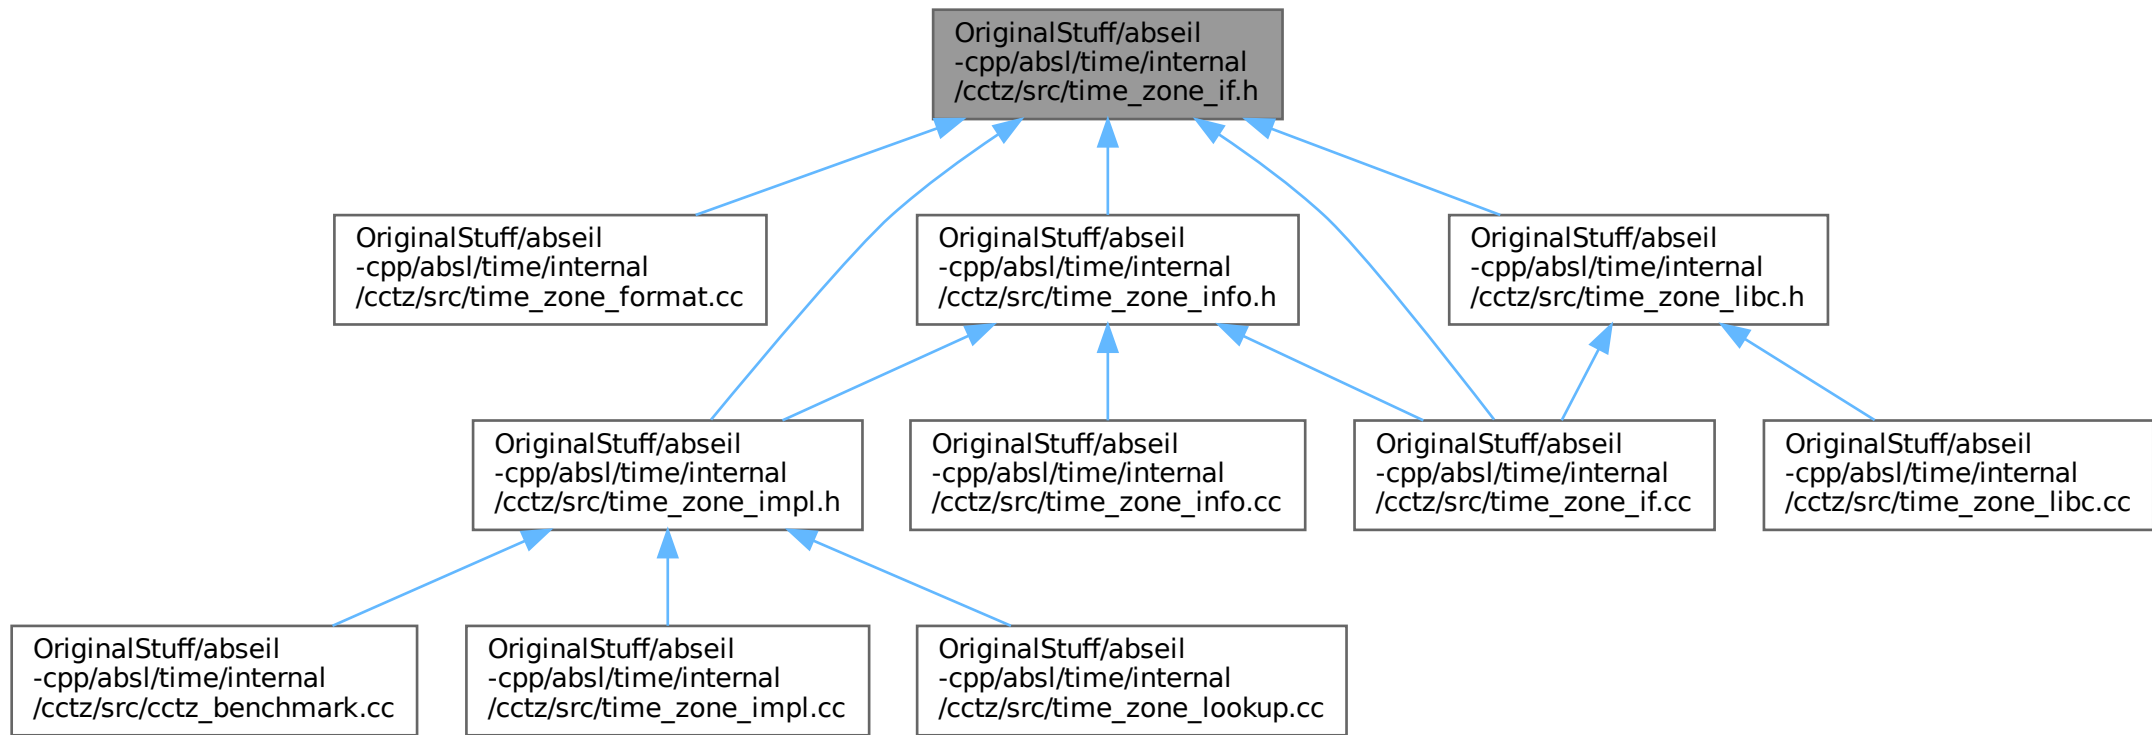 OriginalStuff/abseil
-cpp/absl/time/internal
/cctz/src/time_zone_if.h
OriginalStuff/abseil
-cpp/absl/time/internal
/cctz/src/time_zone_format.cc
OriginalStuff/abseil
-cpp/absl/time/internal
/cctz/src/time_zone_info.h
OriginalStuff/abseil
-cpp/absl/time/internal
/cctz/src/time_zone_libc.h
OriginalStuff/abseil
-cpp/absl/time/internal
/cctz/src/time_zone_impl.h
OriginalStuff/abseil
-cpp/absl/time/internal
/cctz/src/time_zone_info.cc
OriginalStuff/abseil
-cpp/absl/time/internal
/cctz/src/time_zone_if.cc
OriginalStuff/abseil
-cpp/absl/time/internal
/cctz/src/time_zone_libc.cc
OriginalStuff/abseil
-cpp/absl/time/internal
/cctz/src/cctz_benchmark.cc
OriginalStuff/abseil
-cpp/absl/time/internal
/cctz/src/time_zone_impl.cc
OriginalStuff/abseil
-cpp/absl/time/internal
/cctz/src/time_zone_lookup.cc